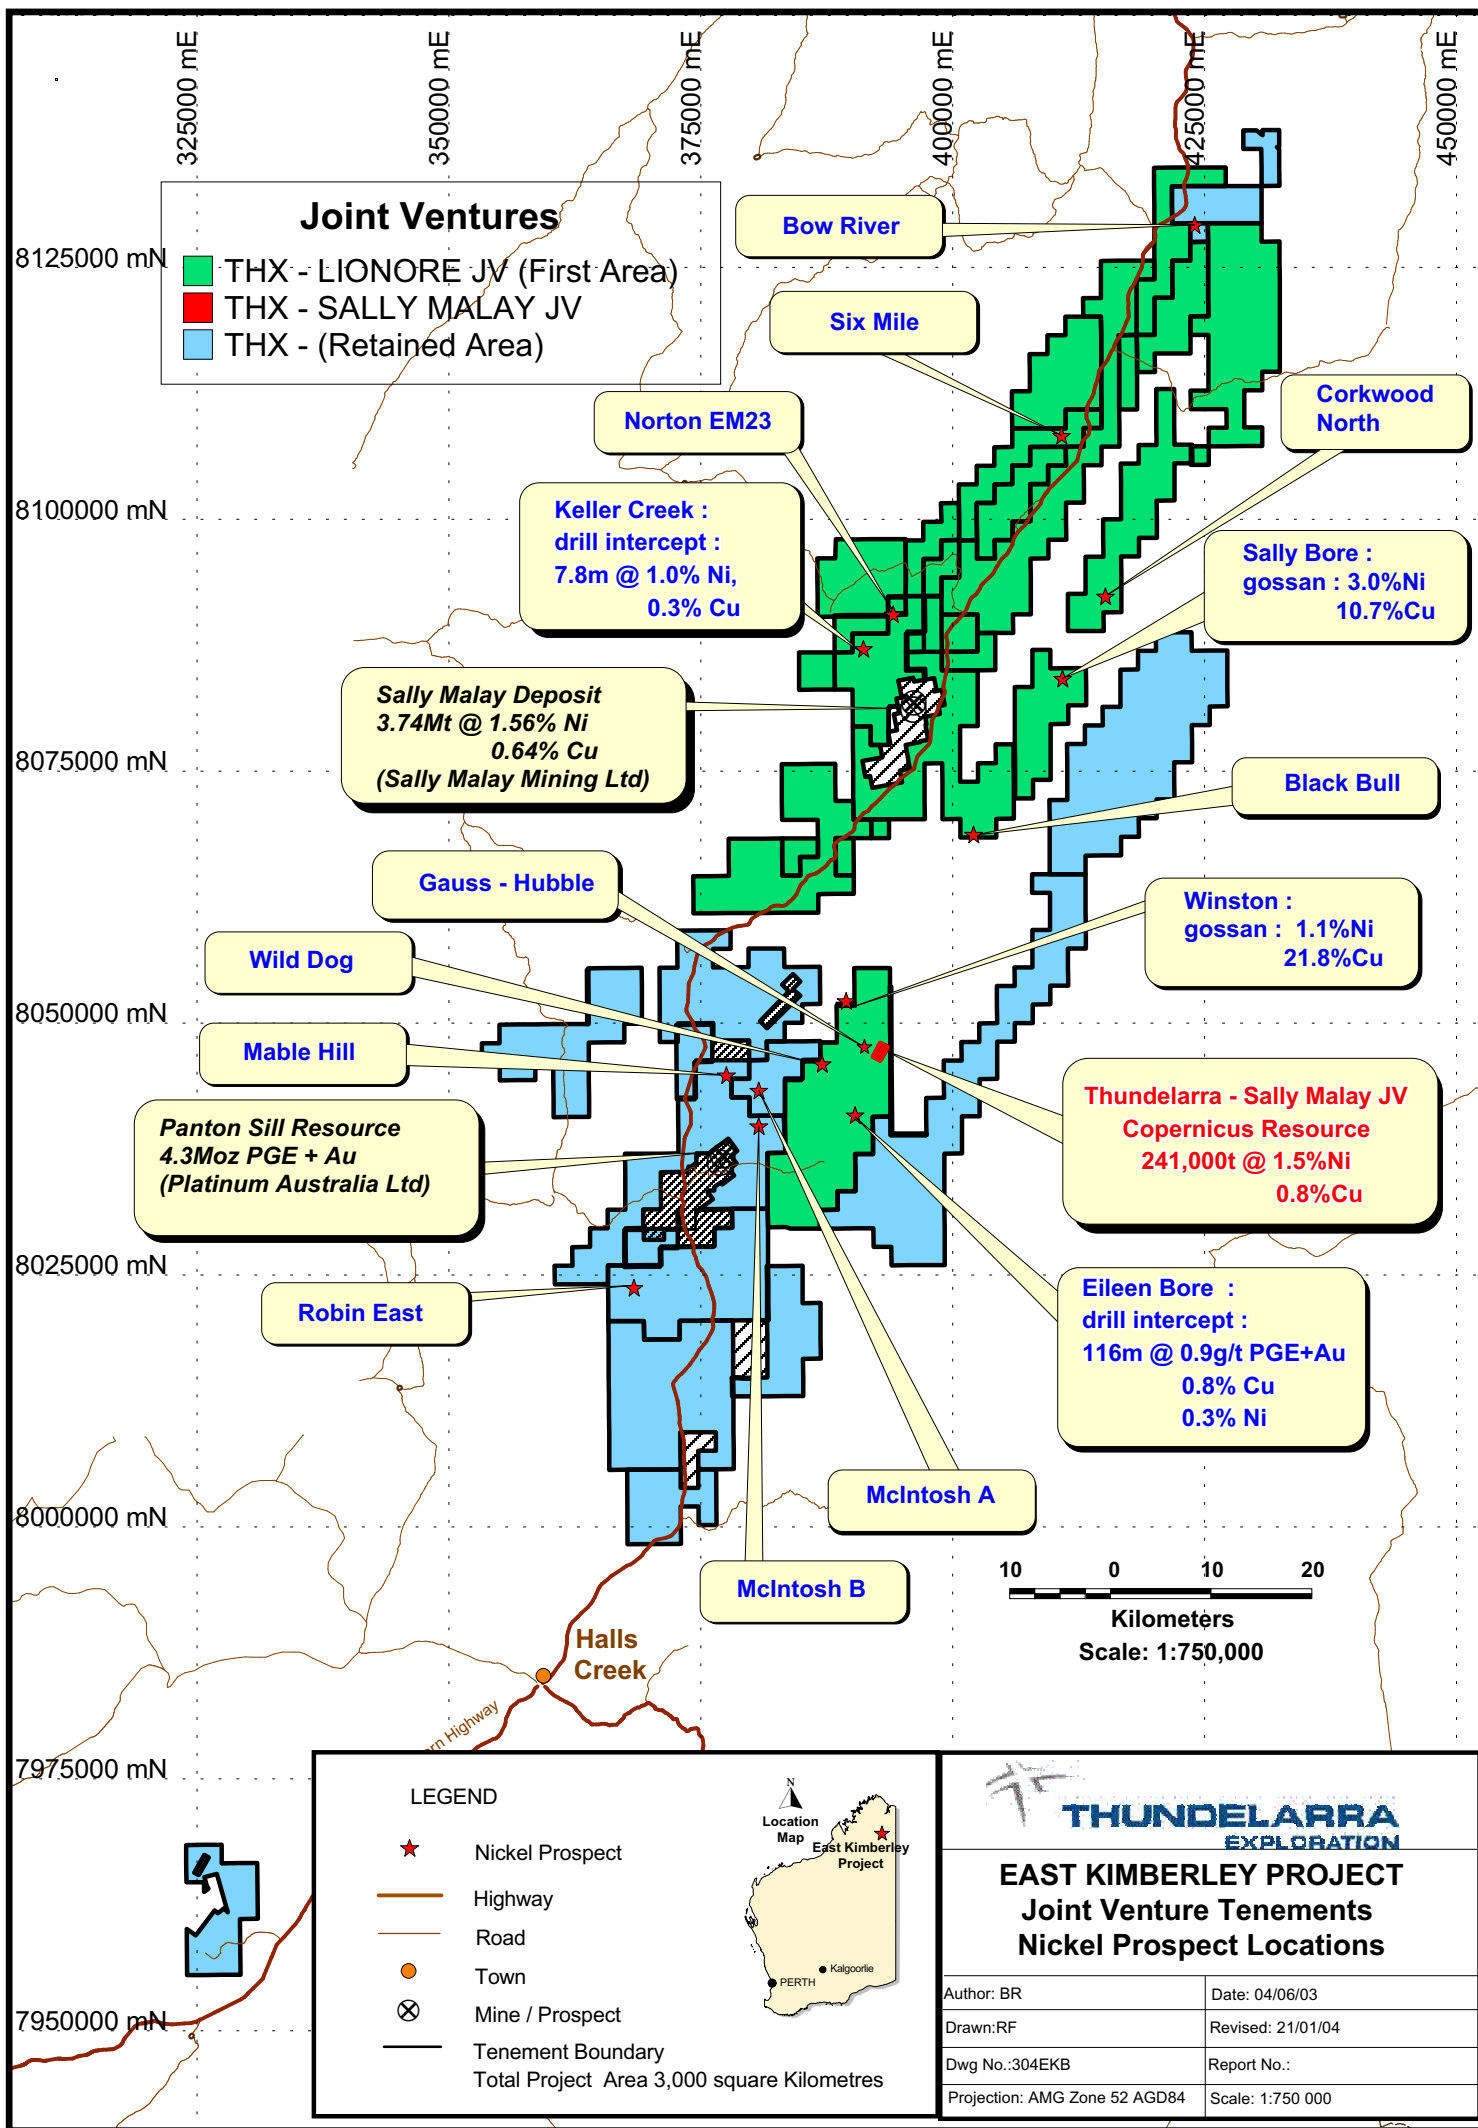 325000 mE
350000 mE
375000 mE
400000 mE
425000 mE
450000 mE
Joint Ventures
THX - LIONORE JV (First Area)
THX - SALLY MALAY JV
THX - (Retained Area)
8125000 mN
8100000 mN
8075000 mN
8050000 mN
8025000 mN
8000000 mN
7975000 mN
7950000 mN
Bow River
Six Mile
Corkwood
North
Norton EM23
Keller Creek :
drill intercept :
7.8m @ 1.0% Ni,
0.3% Cu
Sally Bore :
gossan : 3.0%Ni
10.7%Cu
Sally Malay Deposit
3.74Mt @ 1.56% Ni
0.64% Cu
(Sally Malay Mining Ltd)
Black Bull
Gauss - Hubble
Winston :
gossan : 1.1%Ni
21.8%Cu
Wild Dog
Mable Hill
Thundelarra - Sally Malay JV
Copernicus Resource
241,000t @ 1.5%Ni
0.8%Cu
Panton Sill Resource
4.3Moz PGE + Au
(Platinum Australia Ltd)
Robin East
Eileen Bore :
drill intercept :
116m @ 0.9g/t PGE+Au
0.8% Cu
0.3% Ni
McIntosh A
McIntosh B
10 0 10 20
Kilometers
Scale: 1:750,000
Halls
Creek
ern Highway
LEGEND
Nickel Prospect
Highway
Road
Town
Mine / Prospect
Tenement Boundary
Total Project Area 3,000 square Kilometres
N
Location
Map
East Kimberley
Project
Kalgoorlie
PERTH
THUNDELARRA
EXPLORATION
EAST KIMBERLEY PROJECT
Joint Venture Tenements
Nickel Prospect Locations
Author: BR
Date: 04/06/03
Drawn:RF
Revised: 21/01/04
Dwg No.:304EKB
Report No.:
Projection: AMG Zone 52 AGD84
Scale: 1:750 000